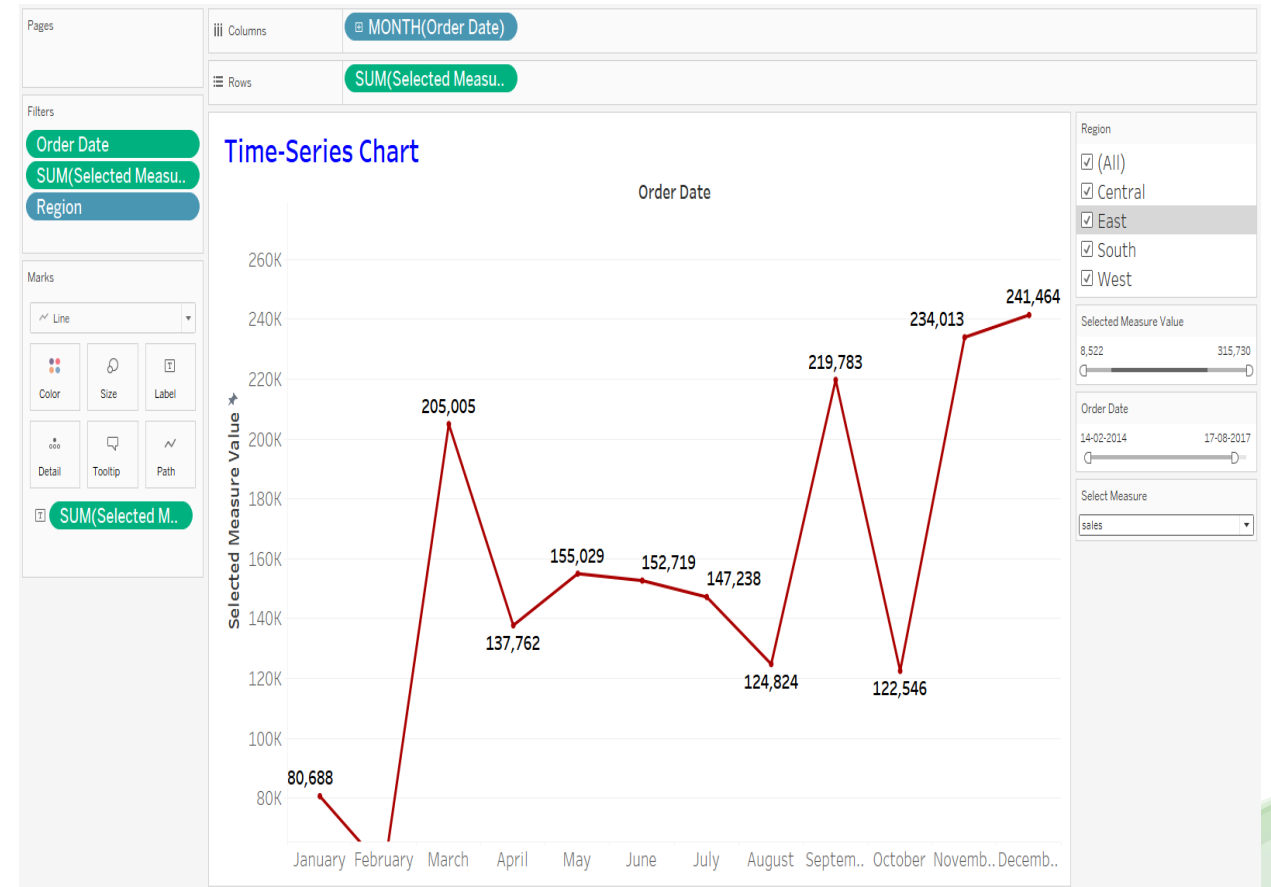 Pages
Columns
MONTH(Order Date)
Rows
SUM(Selected Measu..
Filters
Order Date
SUM(Selected Measu..
Region
Marks
Line
Color Size Label
Detail Tooltip Path
SUM(Selected M..
Time-Series Chart
Order Date
Selected Measure Value
260K
240K
220K
200K
180K
160K
140K
120K
100K
80K
80,688
205,005
137,762
155,029
152,719
147,238
124,824
219,783
122,546
234,013
241,464
January February March April May June July August Septem.. October Novemb.. Decemb..
Region
(All)
Central
East
South
West
Selected Measure Value
8,522 315,730
Order Date
14-02-2014 17-08-2017
Select Measure
sales